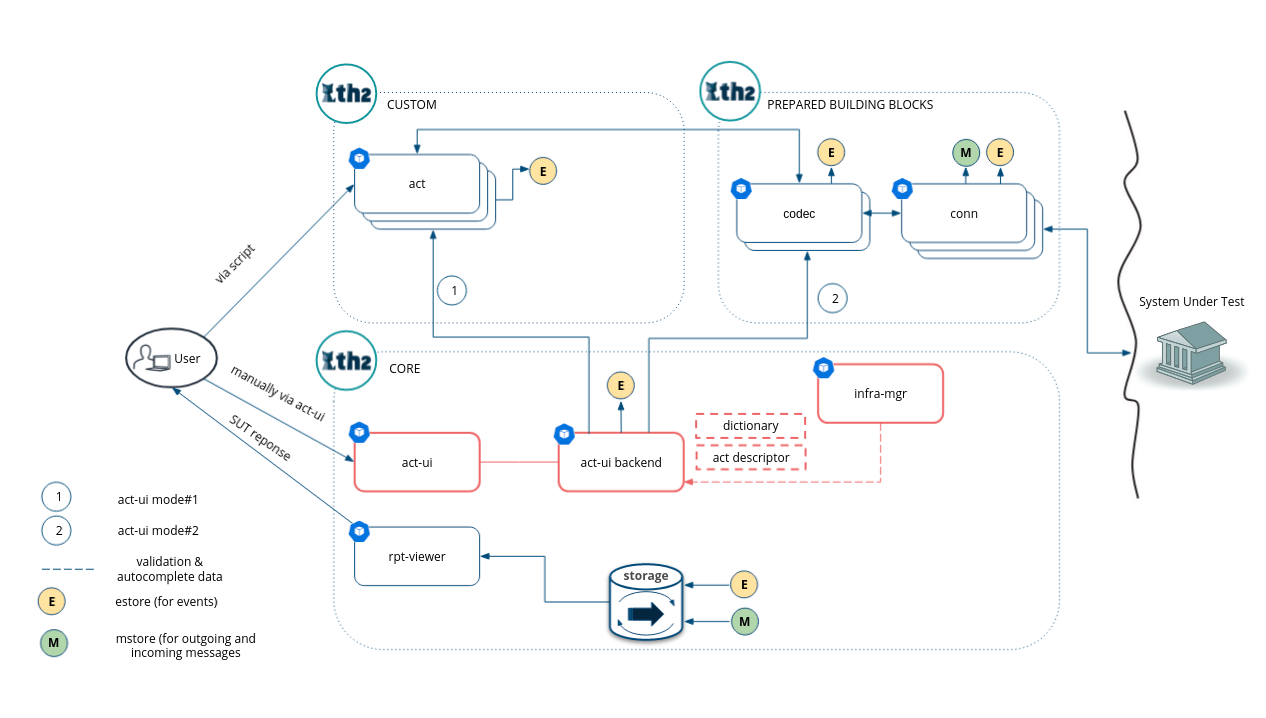 th2
CUSTOM
th2
PREPARED BUILDING BLOCKS
act
E
E
M
E
codec
conn
via script
1
2
System Under Test
User
th2
CORE
manually via act-ui
SUT reponse
E
infra-mgr
dictionary
act descriptor
act-ui
act-ui backend
rpt-viewer
storage
E
M
1
act-ui mode#1
2
act-ui mode#2
validation &
autocomplete data
E
estore (for events)
M
mstore (for outgoing and
incoming messages